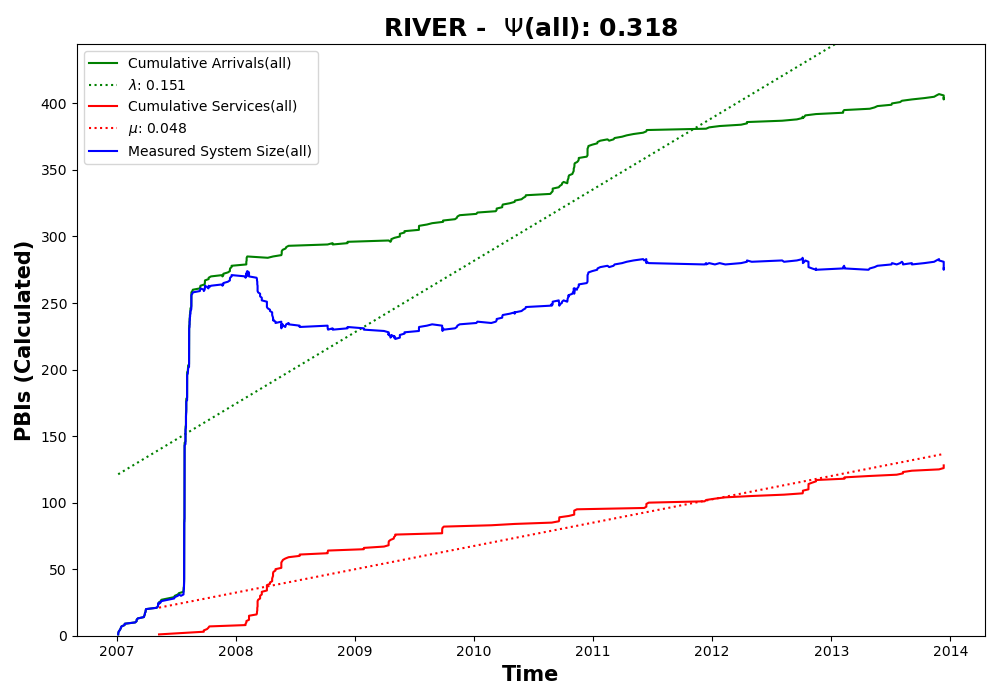 RIVER - Ψ(all): 0.318
Cumulative Arrivals(all)
λ: 0.151
Cumulative Services(all)
μ: 0.048
Measured System Size(all)
PBIs (Calculated)
400
350
300
250
200
150
100
50
0
2007 2008 2009 2010 2011 2012 2013 2014
Time